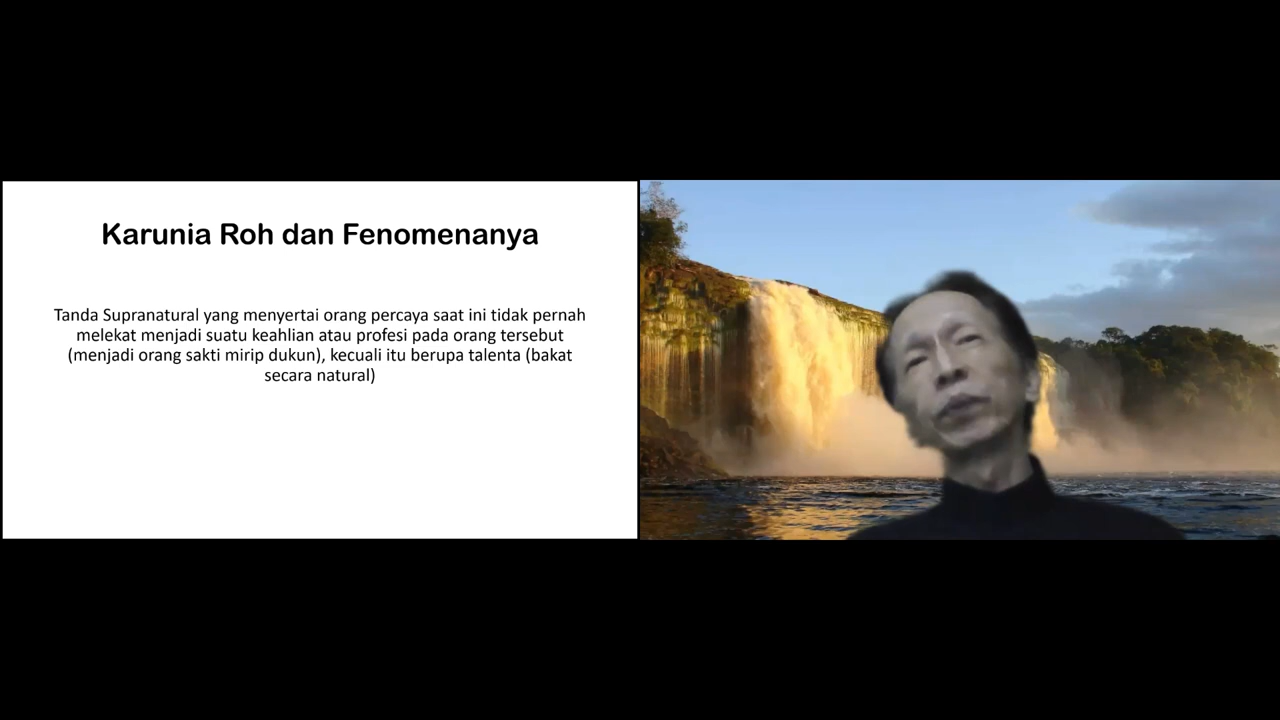 Karunia Roh dan Fenomenanya
Tanda Supranatural yang menyertai orang percaya saat ini tidak pernah
melekat menjadi suatu keahlian atau profesi pada orang tersebut
(menjadi orang sakti mirip dukun), kecuali itu berupa talenta (bakat
secara natural)